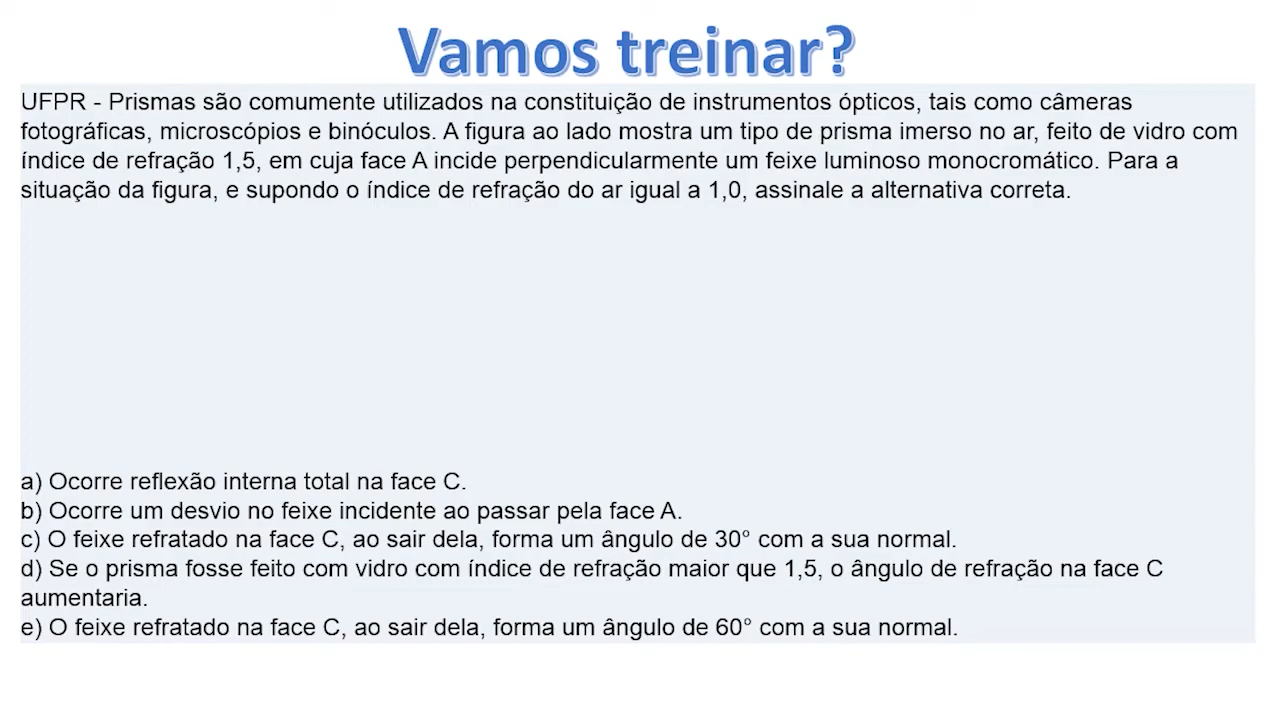 Vamos treinar?
UFPR - Prismas são comumente utilizados na constituição de instrumentos ópticos, tais como câmeras
fotográficas, microscópios e binóculos. A figura ao lado mostra um tipo de prisma imerso no ar, feito de vidro com
índice de refração 1,5, em cuja face A incide perpendicularmente um feixe luminoso monocromático. Para a
situação da figura, e supondo o índice de refração do ar igual a 1,0, assinale a alternativa correta.
a) Ocorre reflexão interna total na face C.
b) Ocorre um desvio no feixe incidente ao passar pela face A.
c) O feixe refratado na face C, ao sair dela, forma um ângulo de 30° com a sua normal.
d) Se o prisma fosse feito com vidro com índice de refração maior que 1,5, o ângulo de refração na face C
aumentaria.
e) O feixe refratado na face C, ao sair dela, forma um ângulo de 60° com a sua normal.